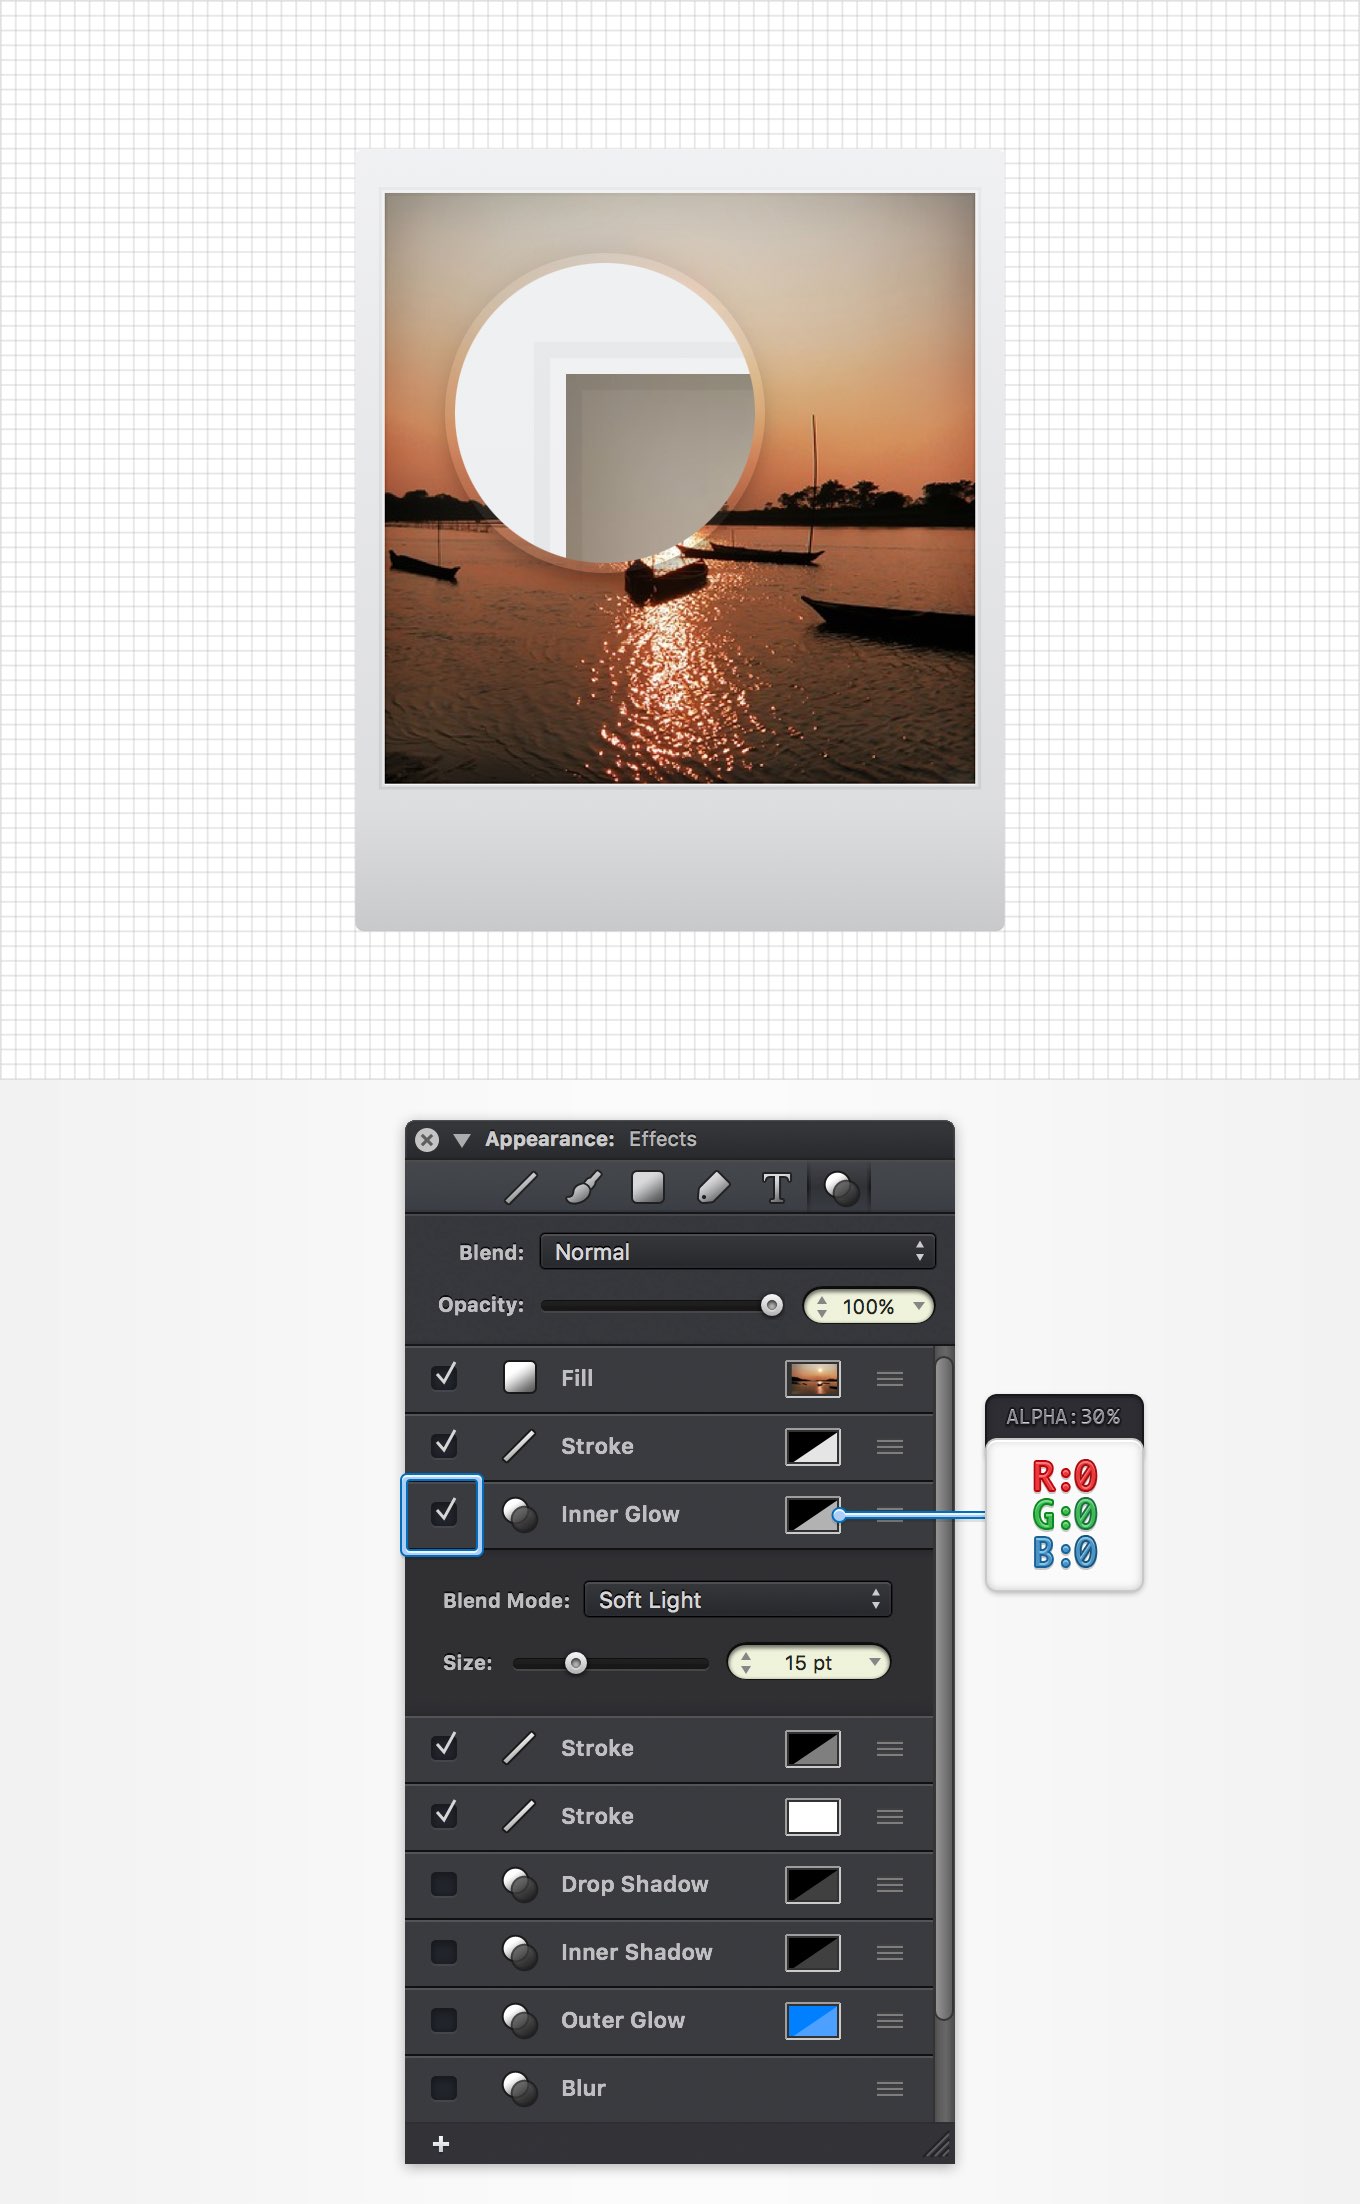 Appearance: Effects
T
Blend: Normal
Opacity: 100%
Fill
Stroke
Inner Glow
ALPHA:30%
R:0
G:0
B:0
Blend Mode: Soft Light
Size: 15 pt
Stroke
Stroke
Drop Shadow
Inner Shadow
Outer Glow
Blur